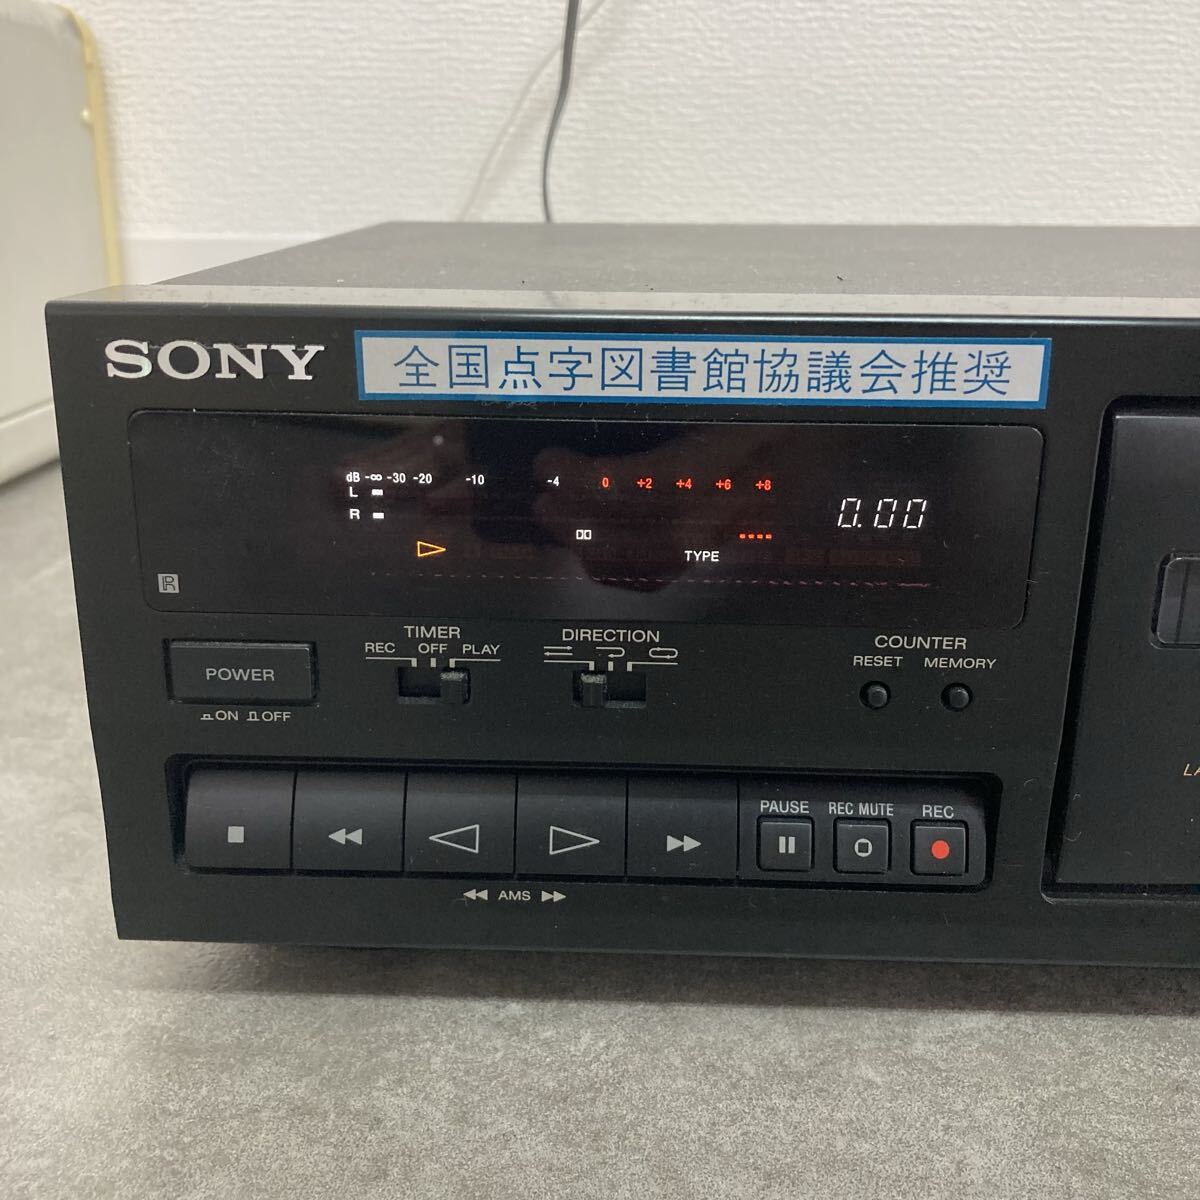 SONY
全国点字図書館協議会推奨
dB -∞ -30 -20 -10 -4 0 +2 +4 +6 +8
L
R
0.00
TYPE
R
POWER
ON OFF
TIMER
REC OFF PLAY
DIRECTION
COUNTER
RESET MEMORY
PAUSE REC MUTE REC
AMS
LA